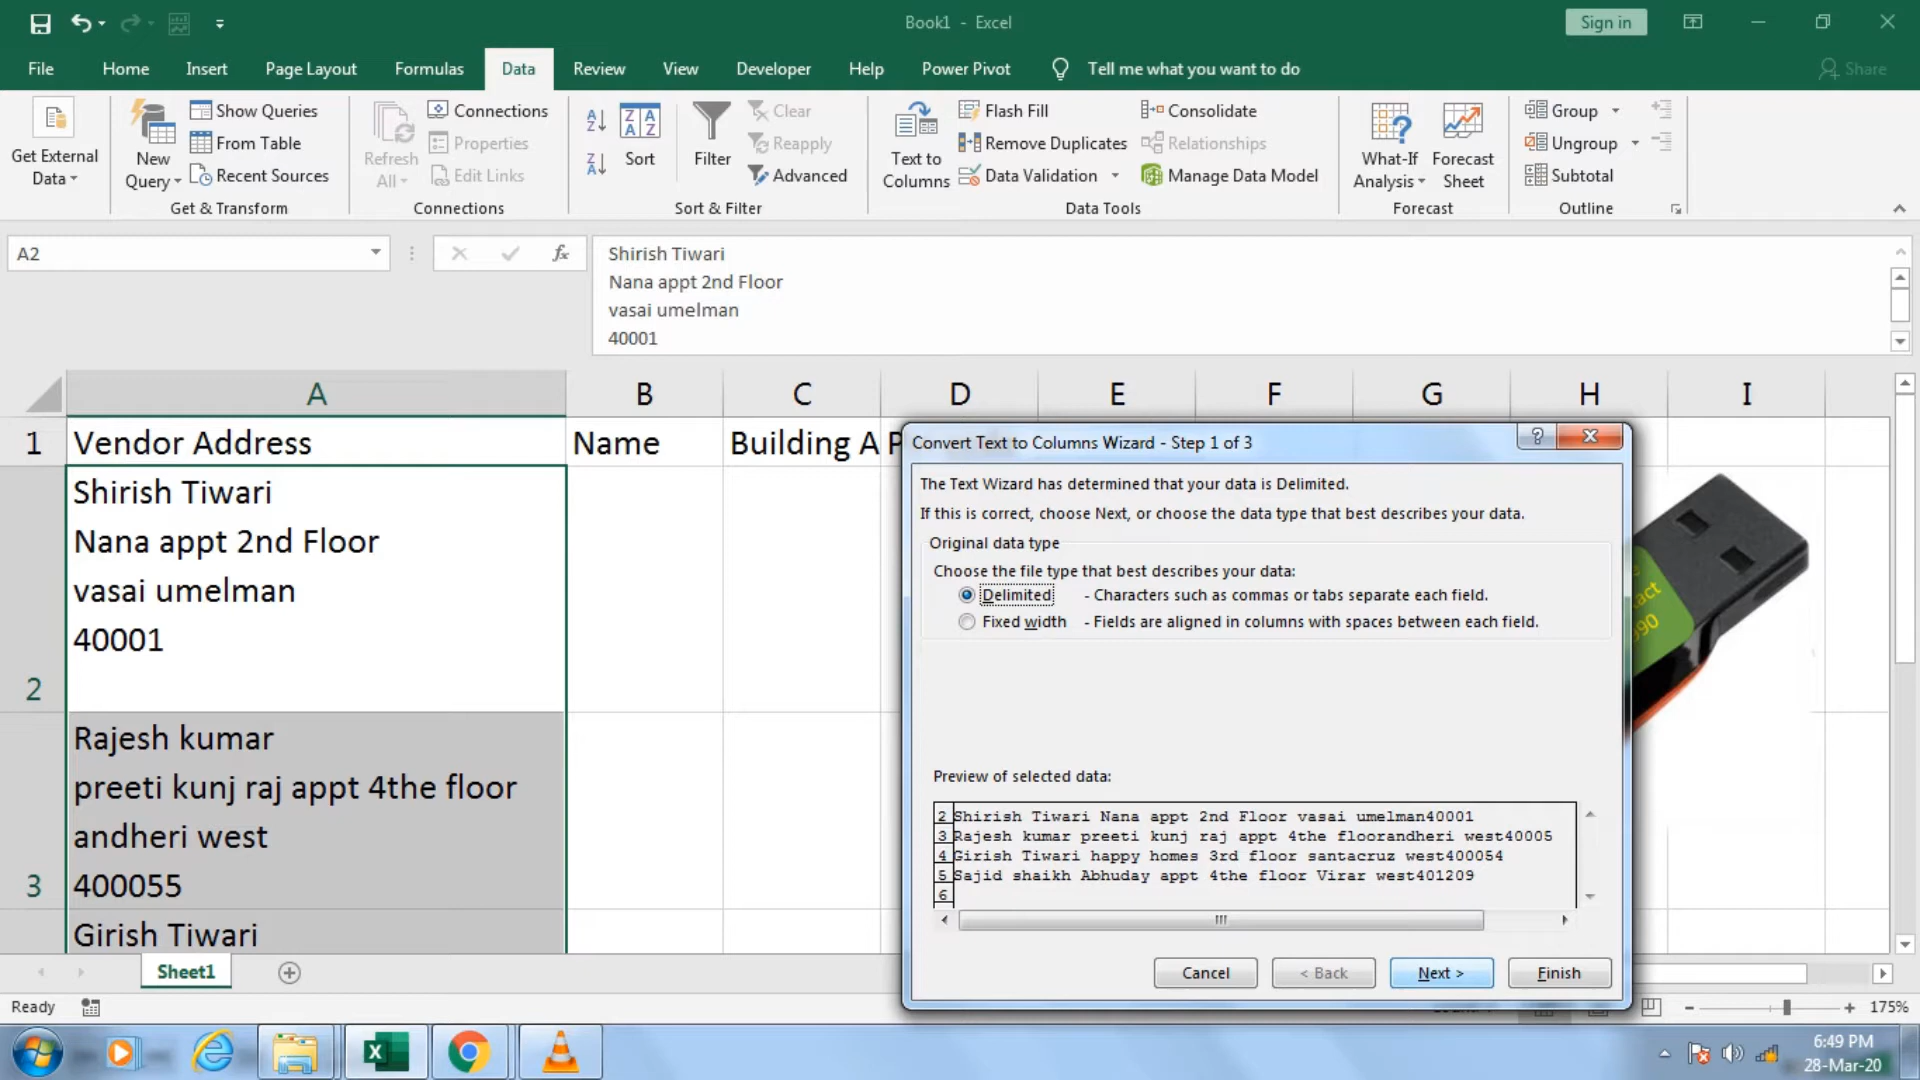 Book1 - Excel
Sign in
File Home Insert Page Layout Formulas Data Review View Developer Help Power Pivot Tell me what you want to do Share
Get External Data
New Query
Show Queries
From Table
Recent Sources
Get & Transform
Refresh All
Connections
Properties
Edit Links
Connections
Sort
Filter
Clear
Reapply
Advanced
Sort & Filter
Text to Columns
Flash Fill
Remove Duplicates
Data Validation
Consolidate
Relationships
Manage Data Model
Data Tools
What-If Analysis
Forecast Sheet
Forecast
Group
Ungroup
Subtotal
Outline
A2
fx
Shirish Tiwari
Nana appt 2nd Floor
vasai umelman
40001
A B C D E F G H I
1 Vendor Address Name Building A P
2
Shirish Tiwari
Nana appt 2nd Floor
vasai umelman
40001
3
Rajesh kumar
preeti kunj raj appt 4the floor
andheri west
400055
Girish Tiwari
Convert Text to Columns Wizard - Step 1 of 3
The Text Wizard has determined that your data is Delimited.
If this is correct, choose Next, or choose the data type that best describes your data.
Original data type
Choose the file type that best describes your data:
Delimited - Characters such as commas or tabs separate each field.
Fixed width - Fields are aligned in columns with spaces between each field.
Preview of selected data:
2 Shirish Tiwari Nana appt 2nd Floor vasai umelman40001
3 Rajesh kumar preeti kunj raj appt 4the floorandheri west40005
4 Girish Tiwari happy homes 3rd floor santacruz west400054
5 Sajid shaikh Abhuday appt 4the floor Virar west401209
6
Cancel < Back Next > Finish
Sheet1
Ready
175%
6:49 PM
28-Mar-20